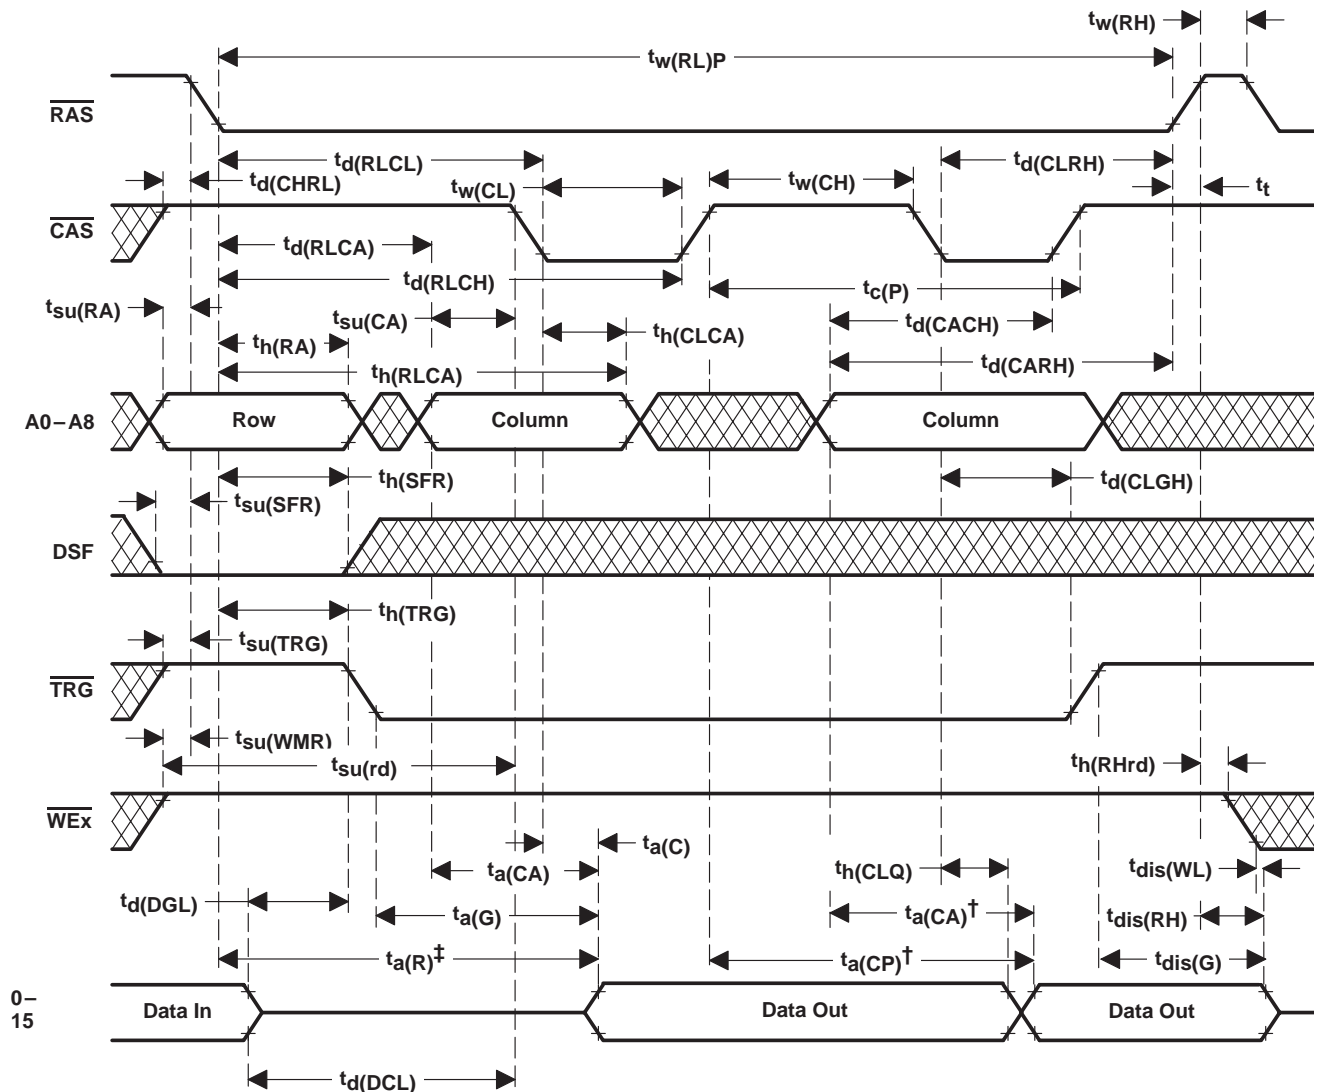 tw(RH)
tw(RL)P
RAS
td(RLCL)
td(CLRH)
td(CHRL)
tw(CL)
tw(CH)
tt
CAS
td(RLCA)
td(RLCH)
tc(P)
tsu(RA)
tsu(CA)
td(CACH)
th(RA)
th(CLCA)
td(CARH)
th(RLCA)
A0–A8
Row
Column
Column
th(SFR)
td(CLGH)
tsu(SFR)
DSF
th(TRG)
tsu(TRG)
TRG
tsu(WMR)
tsu(rd)
th(RHrd)
WEx
ta(C)
ta(CA)
th(CLQ)
tdis(WL)
td(DGL)
ta(G)
ta(CA)†
tdis(RH)
ta(R)‡
ta(CP)†
tdis(G)
0–
15
Data In
Data Out
Data Out
td(DCL)